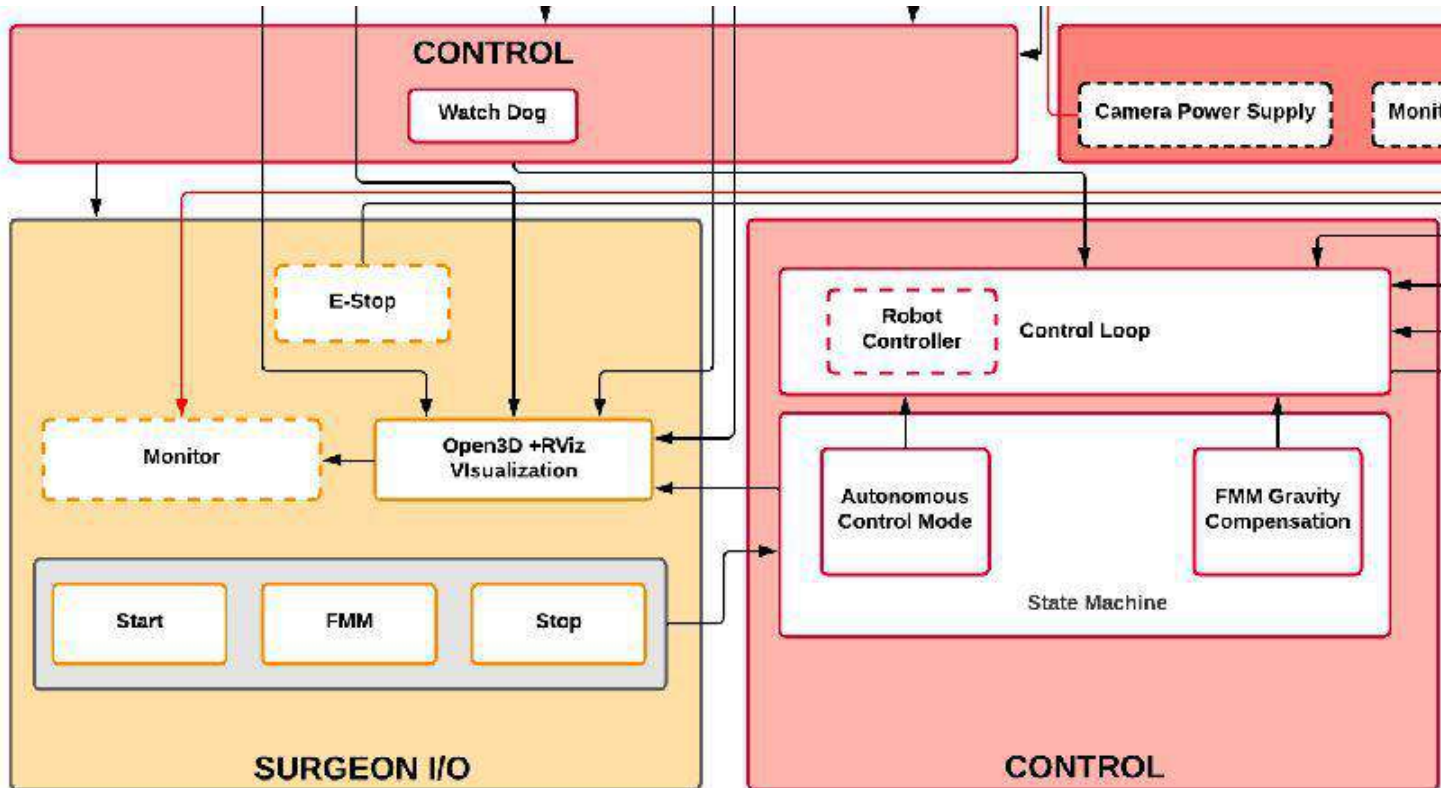 CONTROL
Watch Dog
Camera Power Supply
Monit
E-Stop
Robot
Controller
Control Loop
Monitor
Open3D +RViz
VIsualization
Autonomous
Control Mode
FMM Gravity
Compensation
State Machine
Start
FMM
Stop
SURGEON I/O
CONTROL